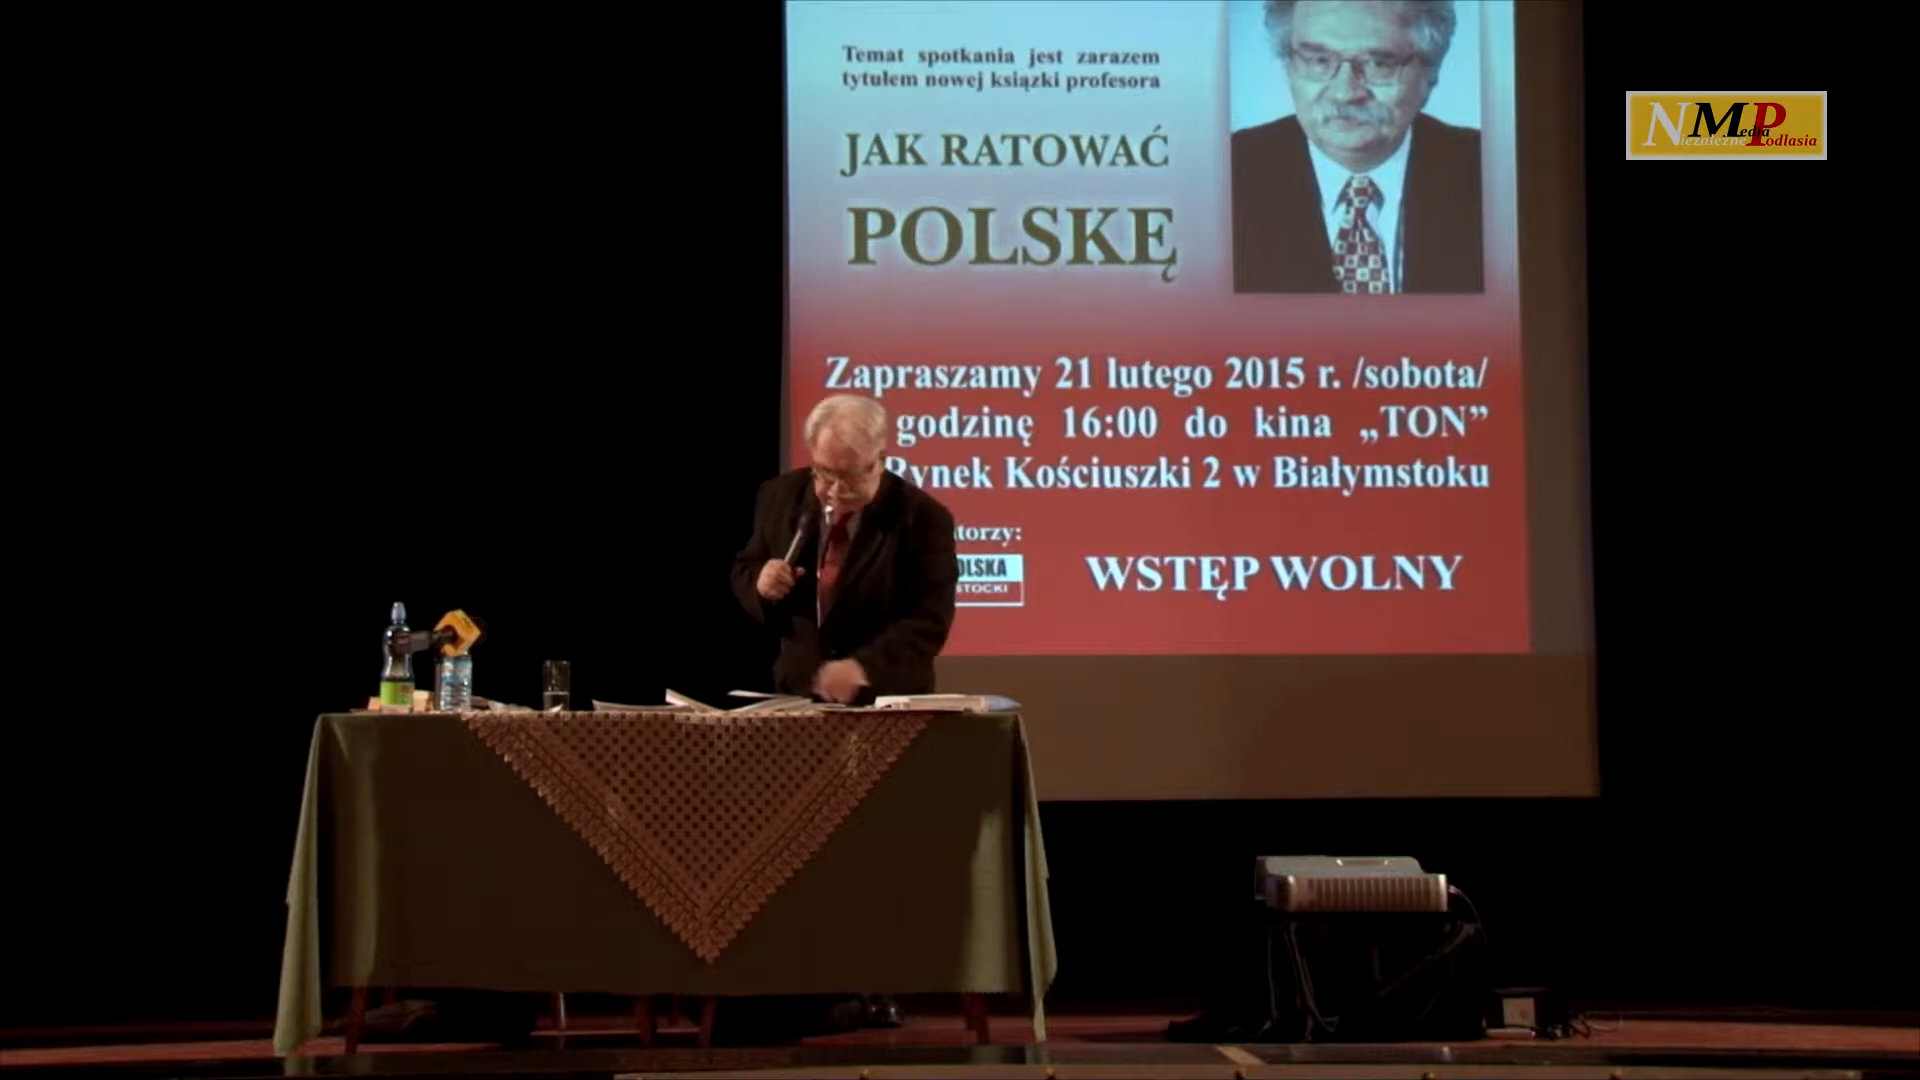 Temat spotkania jest zarazem
tytułem nowej książki profesora
JAK RATOWAĆ
POLSKĘ
Zapraszamy 21 lutego 2015 r. /sobota/
godzinę 16:00 do kina „TON”
Rynek Kościuszki 2 w Białymstoku
torzy:
OLSKA
STOCKI
WSTĘP WOLNY
NMP
Niezależne Media Podlasia